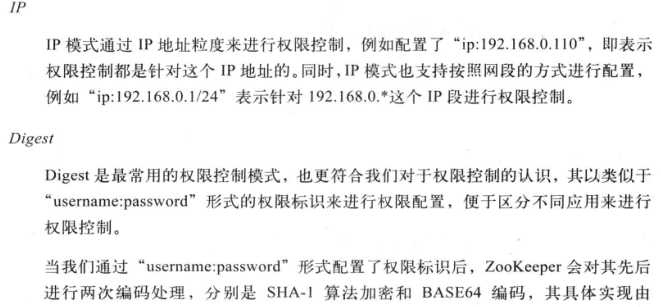 IP
IP 模式通过 IP 地址粒度来进行权限控制，例如配置了“ip:192.168.0.110”，即表示
权限控制都是针对这个 IP 地址的。同时，IP 模式也支持按照网段的方式进行配置，
例如“ip:192.168.0.1/24”表示针对 192.168.0.*这个 IP 段进行权限控制。
Digest
Digest 是最常用的权限控制模式，也更符合我们对于权限控制的认识，其以类似于
“username:password”形式的权限标识来进行权限配置，便于区分不同应用来进行
权限控制。
当我们通过“username:password”形式配置了权限标识后，ZooKeeper 会对其先后
进行两次编码处理，分别是 SHA-1 算法加密和 BASE64 编码，其具体实现由